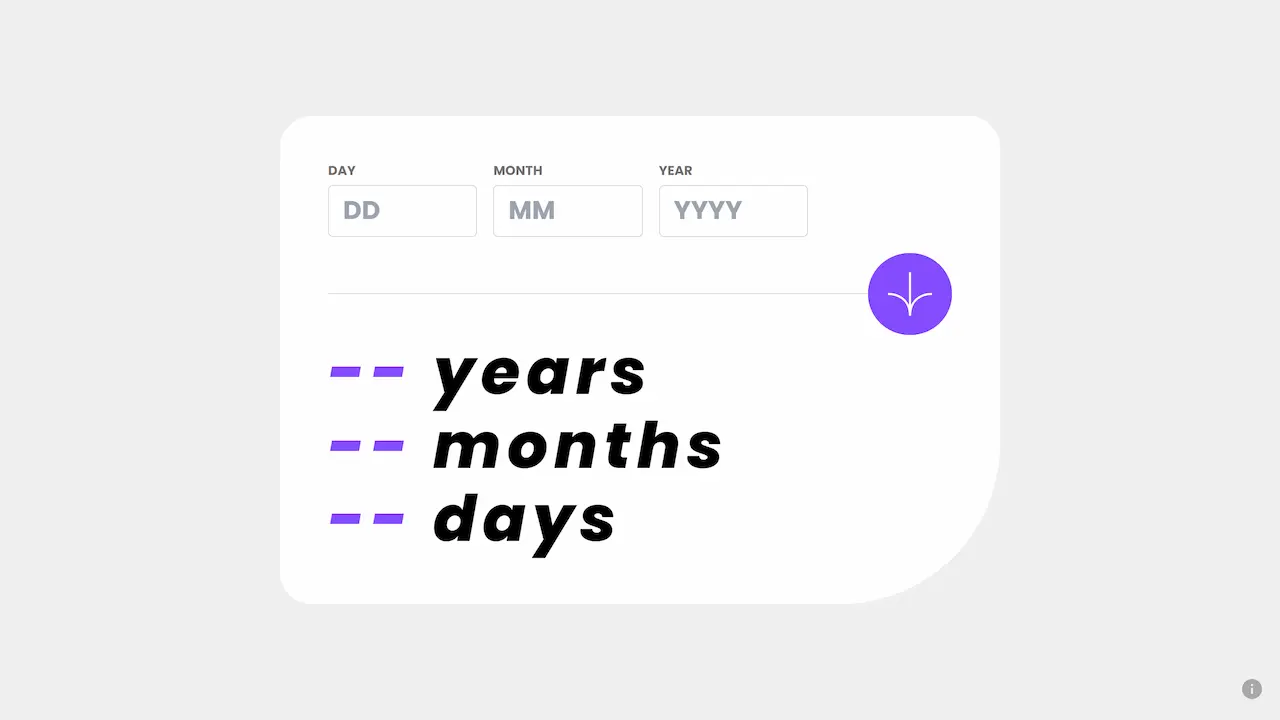 DAY MONTH YEAR
DD MM YYYY
-- years
-- months
-- days
i